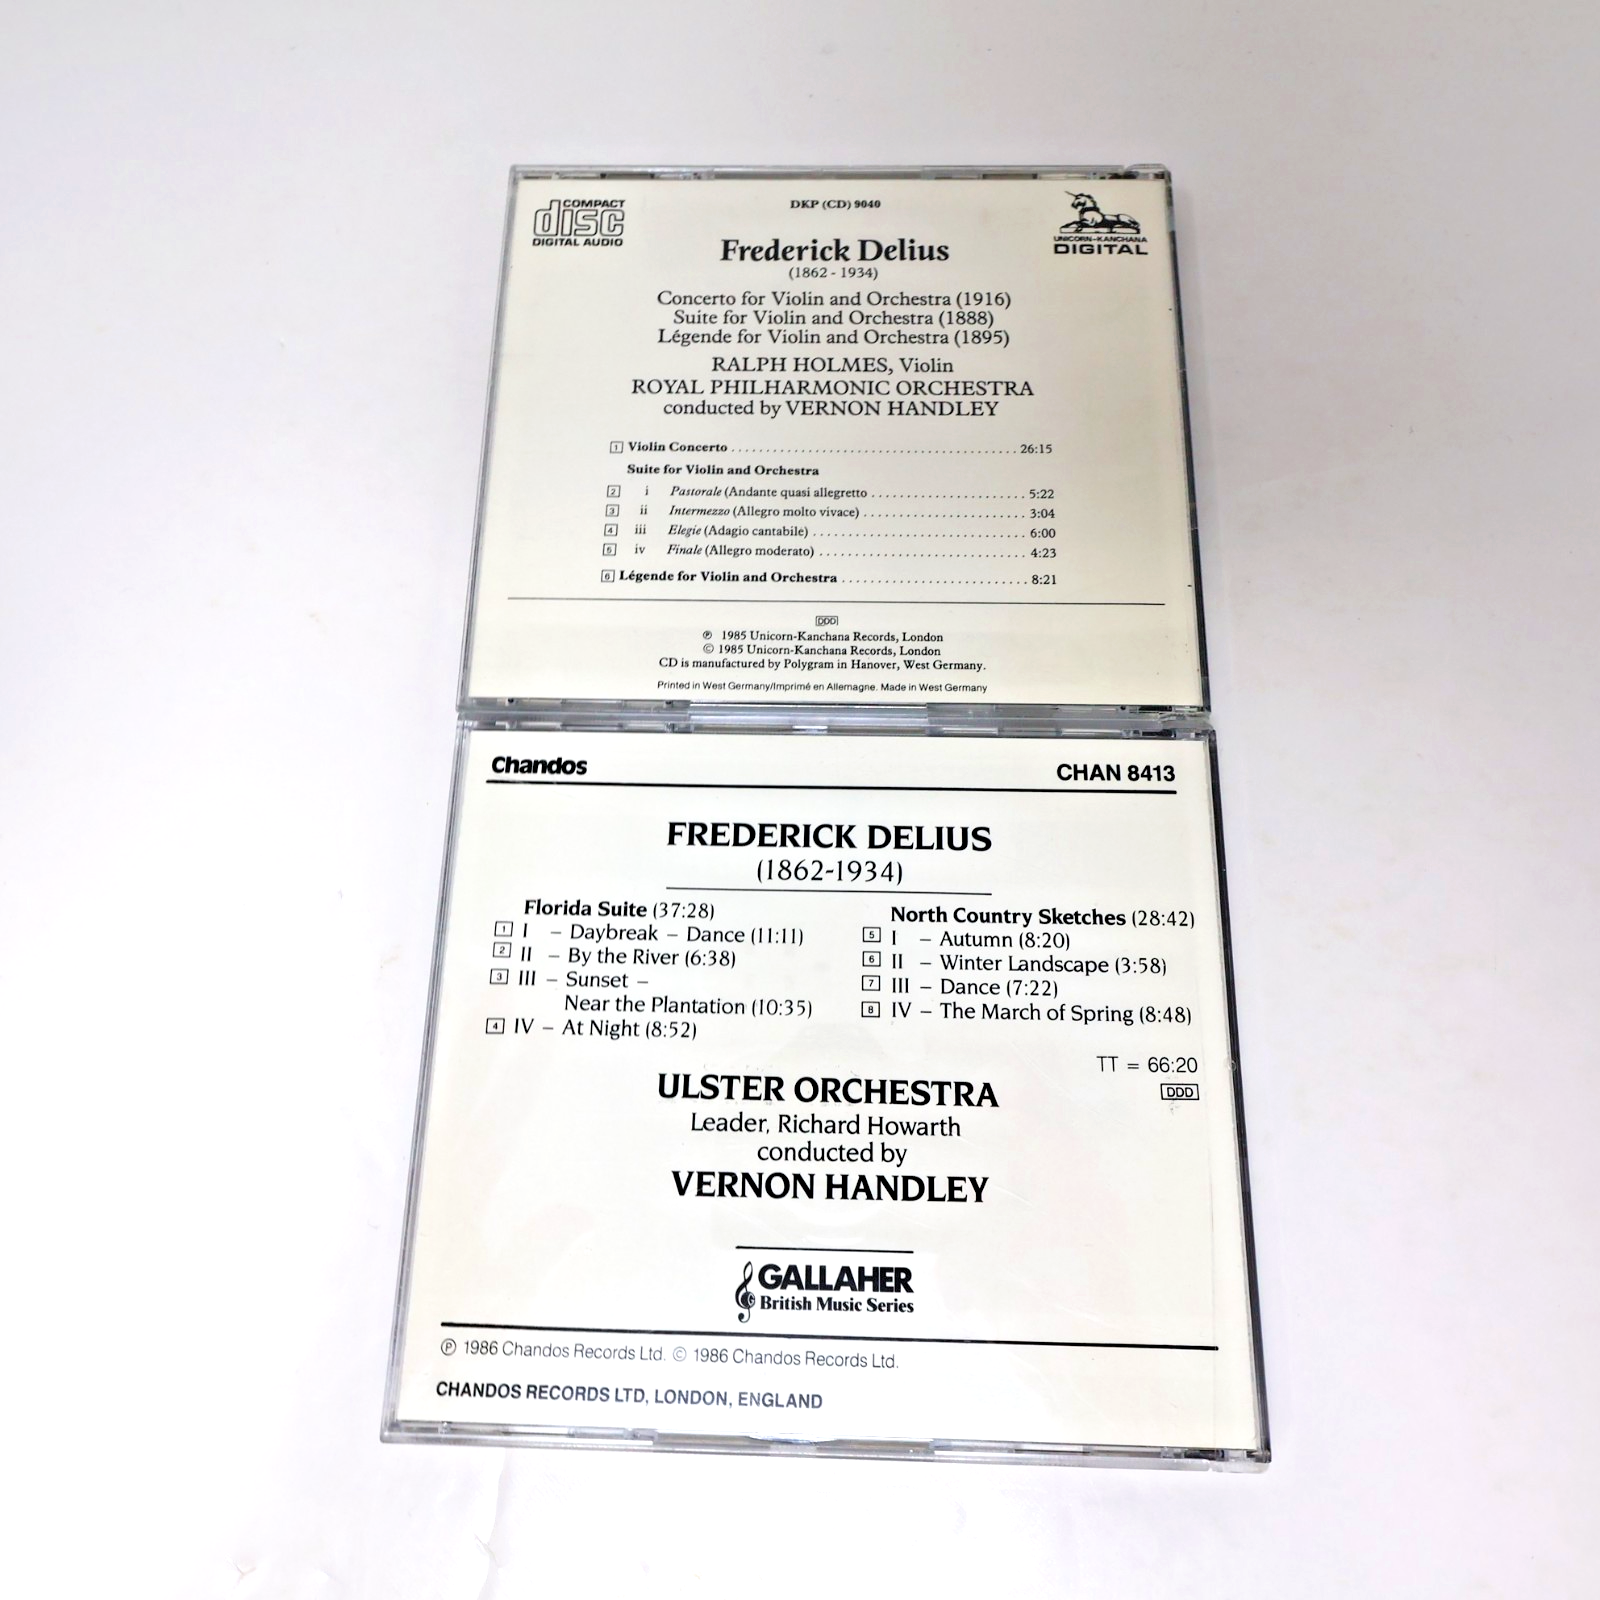 COMPACT
disc
DIGITAL AUDIO
DKP (CD) 9040
UNICORN-KANCHANA
DIGITAL
Frederick Delius
(1862 - 1934)
Concerto for Violin and Orchestra (1916)
Suite for Violin and Orchestra (1888)
Légende for Violin and Orchestra (1895)
RALPH HOLMES, Violin
ROYAL PHILHARMONIC ORCHESTRA
conducted by VERNON HANDLEY
1 Violin Concerto ........................................ 26:15
Suite for Violin and Orchestra
2 i Pastorale (Andante quasi allegretto ...................... 5:22
3 ii Intermezzo (Allegro molto vivace) ....................... 3:04
4 iii Elegie (Adagio cantabile) .............................. 6:00
5 iv Finale (Allegro moderato) ............................. 4:23
6 Légende for Violin and Orchestra .......................... 8:21
DDD
℗ 1985 Unicorn-Kanchana Records, London
© 1985 Unicorn-Kanchana Records, London
CD is manufactured by Polygram in Hanover, West Germany.
Printed in West Germany/Imprimé en Allemagne. Made in West Germany
Chandos
CHAN 8413
FREDERICK DELIUS
(1862-1934)
Florida Suite (37:28)
1 I – Daybreak – Dance (11:11)
2 II – By the River (6:38)
3 III – Sunset –
Near the Plantation (10:35)
4 IV – At Night (8:52)
North Country Sketches (28:42)
5 I – Autumn (8:20)
6 II – Winter Landscape (3:58)
7 III – Dance (7:22)
8 IV – The March of Spring (8:48)
TT = 66:20
DDD
ULSTER ORCHESTRA
Leader, Richard Howarth
conducted by
VERNON HANDLEY
GALLAHER
British Music Series
℗ 1986 Chandos Records Ltd. © 1986 Chandos Records Ltd.
CHANDOS RECORDS LTD, LONDON, ENGLAND